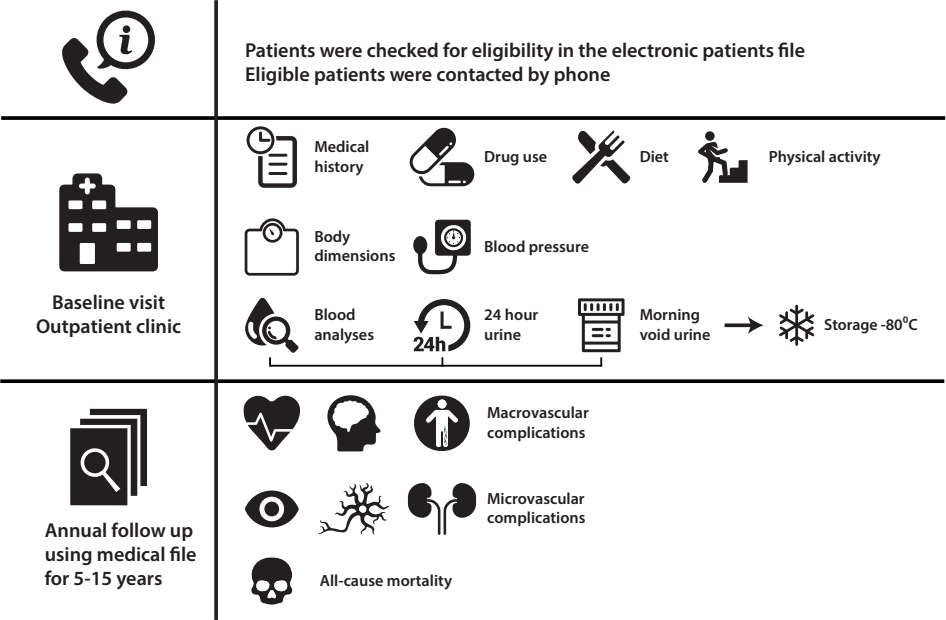 i
Patients were checked for eligibility in the electronic patients file
Eligible patients were contacted by phone
Baseline visit
Outpatient clinic
Medical
history
Drug use
Diet
Physical activity
Body
dimensions
Blood pressure
Blood
analyses
24h
24 hour
urine
Morning
void urine
Storage -80⁰C
Annual follow up
using medical file
for 5-15 years
Macrovascular
complications
Microvascular
complications
All-cause mortality